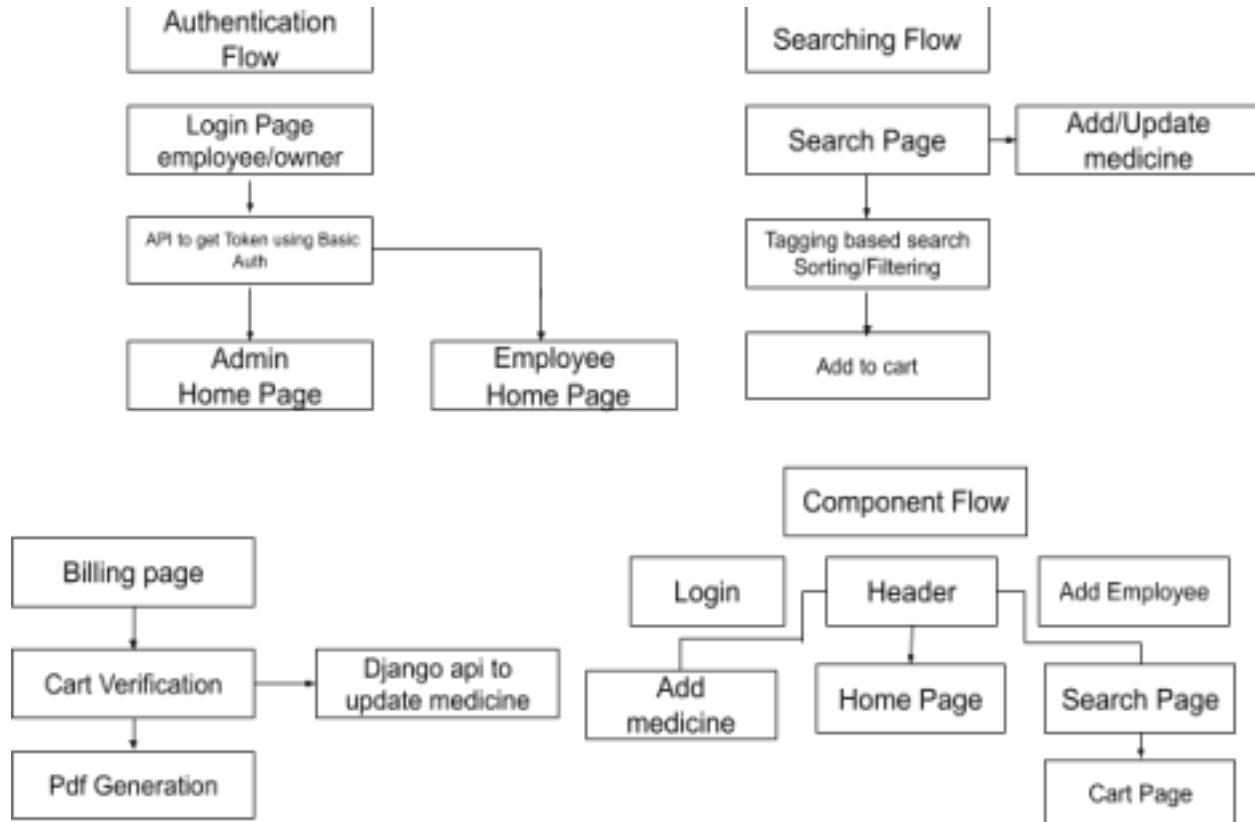 Authentication
Flow
Searching Flow
Login Page
employee/owner
Search Page
Add/Update
medicine
API to get Token using Basic
Auth
Tagging based search
Sorting/Filtering
Admin
Home Page
Employee
Home Page
Add to cart
Component Flow
Billing page
Login
Header
Add Employee
Cart Verification
Django api to
update medicine
Add
medicine
Home Page
Search Page
Pdf Generation
Cart Page